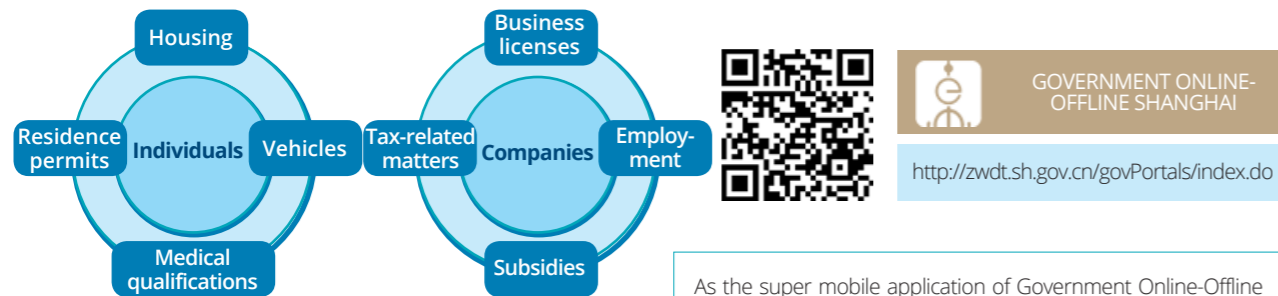 Housing
Residence
permits
Individuals
Vehicles
Medical
qualifications
Business
licenses
Tax-related
matters
Companies
Employ-
ment
Subsidies
GOVERNMENT ONLINE-
OFFLINE SHANGHAI
http://zwdt.sh.gov.cn/govPortals/index.do
As the super mobile application of Government Online-Offline